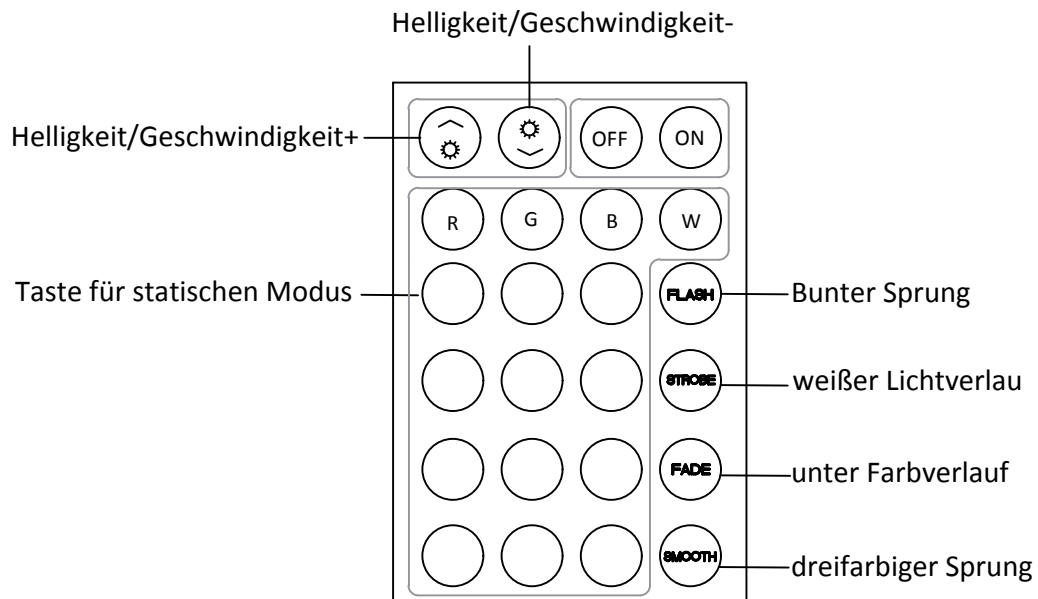 Helligkeit/Geschwindigkeit-
Helligkeit/Geschwindigkeit+
OFF
ON
R
G
B
W
Taste für statischen Modus
FLASH
Bunter Sprung
STROBE
weißer Lichtverlau
FADE
unter Farbverlauf
SMOOTH
dreifarbiger Sprung